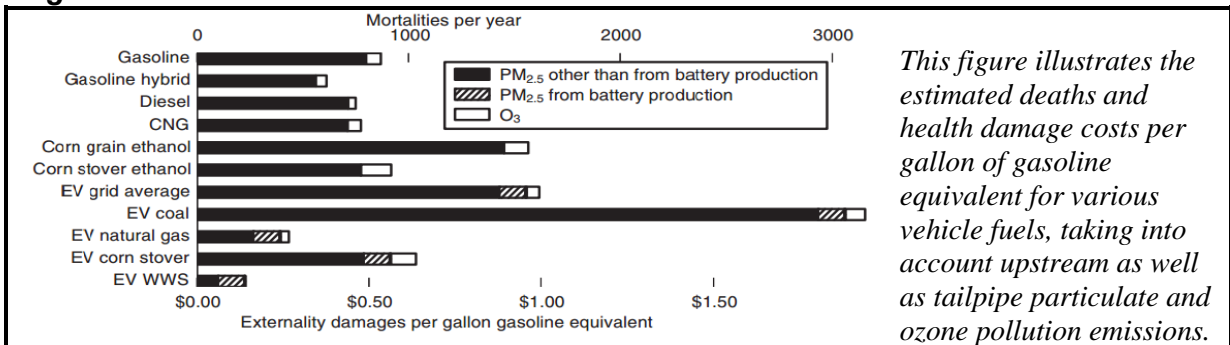 Mortalities per year
0 1000 2000 3000
Gasoline
Gasoline hybrid
Diesel
CNG
Corn grain ethanol
Corn stover ethanol
EV grid average
EV coal
EV natural gas
EV corn stover
EV WWS
PM2.5 other than from battery production
PM2.5 from battery production
O3
$0.00 $0.50 $1.00 $1.50
Externality damages per gallon gasoline equivalent
This figure illustrates the
estimated deaths and
health damage costs per
gallon of gasoline
equivalent for various
vehicle fuels, taking into
account upstream as well
as tailpipe particulate and
ozone pollution emissions.